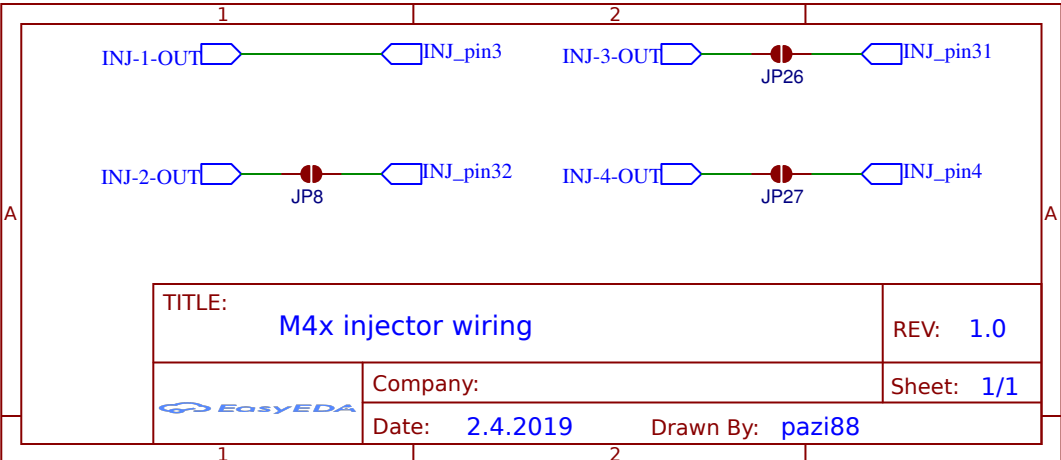 1 2
INJ-1-OUT INJ_pin3 INJ-3-OUT INJ_pin31
JP26
INJ-2-OUT INJ_pin32 INJ-4-OUT INJ_pin4
JP8 JP27
A A
TITLE:
M4x injector wiring
REV: 1.0
EasyEDA
Company:
Sheet: 1/1
Date: 2.4.2019 Drawn By: pazi88
1 2